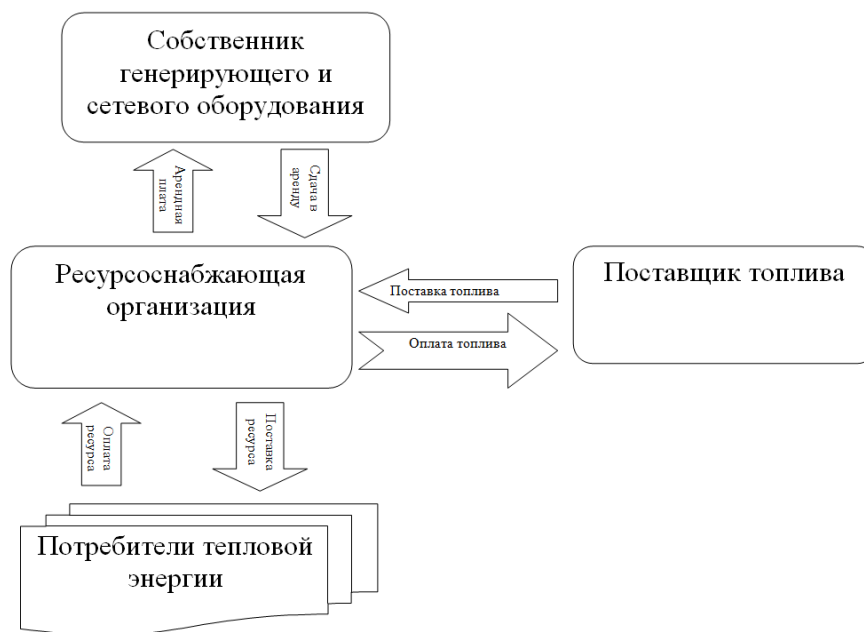 Собственник
генерирующего и
сетевого оборудования
Арендная
плата
Сдача в
аренду
Ресурсоснабжающая
организация
Поставщик топлива
Поставка топлива
Оплата топлива
Оплата
ресурса
Поставка
ресурса
Потребители тепловой
энергии